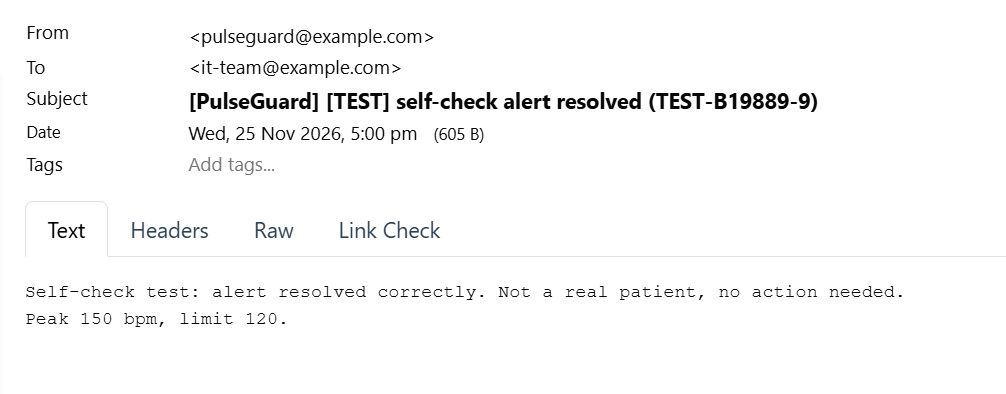 From <pulseguard@example.com>
To <it-team@example.com>
Subject [PulseGuard] [TEST] self-check alert resolved (TEST-B19889-9)
Date Wed, 25 Nov 2026, 5:00 pm (605 B)
Tags Add tags...
Text Headers Raw Link Check
Self-check test: alert resolved correctly. Not a real patient, no action needed.
Peak 150 bpm, limit 120.